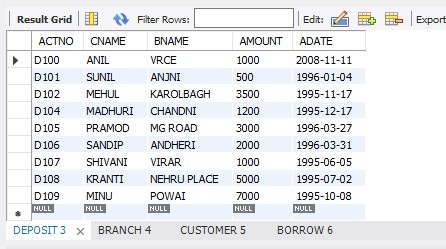 Result Grid Filter Rows: Edit: Export
ACTNO CNAME BNAME AMOUNT ADATE
D100 ANIL VRCE 1000 2008-11-11
D101 SUNIL ANJNI 500 1996-01-04
D102 MEHUL KAROLBAGH 3500 1995-11-17
D104 MADHURI CHANDNI 1200 1995-12-17
D105 PRAMOD MG ROAD 3000 1996-03-27
D106 SANDIP ANDHERI 2000 1996-03-31
D107 SHIVANI VIRAR 1000 1995-06-05
D108 KRANTI NEHRU PLACE 5000 1995-07-02
D109 MINU POWAI 7000 1995-10-08
NULL NULL NULL NULL NULL
DEPOSIT 3 BRANCH 4 CUSTOMER 5 BORROW 6